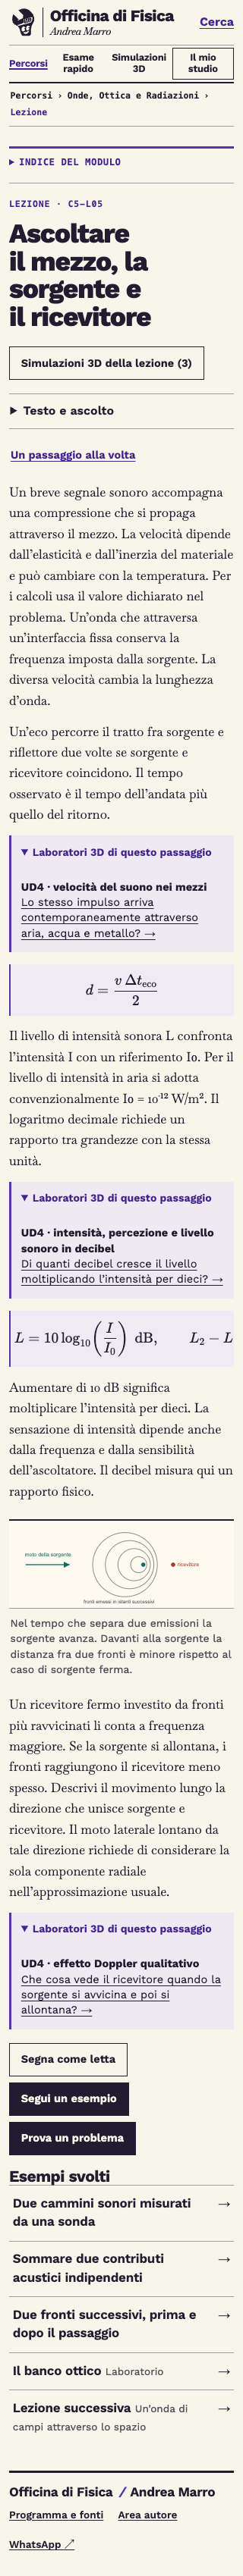 Officina di Fisica
Andrea Marro
Cerca
Percorsi
Esame rapido
Simulazioni 3D
Il mio studio
Percorsi › Onde, Ottica e Radiazioni ›
Lezione
▶ INDICE DEL MODULO
LEZIONE · C5-L05
Ascoltare
il mezzo, la
sorgente e
il ricevitore
Simulazioni 3D della lezione (3)
▶ Testo e ascolto
Un passaggio alla volta
Un breve segnale sonoro accompagna
una compressione che si propaga
attraverso il mezzo. La velocità dipende
dall’elasticità e dall’inerzia del materiale
e può cambiare con la temperatura. Per
i calcoli usa il valore dichiarato nel
problema. Un’onda che attraversa
un’interfaccia fissa conserva la
frequenza imposta dalla sorgente. La
diversa velocità cambia la lunghezza
d’onda.
Un’eco percorre il tratto fra sorgente e
riflettore due volte se sorgente e
ricevitore coincidono. Il tempo
osservato è il tempo dell’andata più
quello del ritorno.
▼ Laboratori 3D di questo passaggio
UD4 · velocità del suono nei mezzi
Lo stesso impulso arriva
contemporaneamente attraverso
aria, acqua e metallo? →
d = v Δt_eco / 2
Il livello di intensità sonora L confronta
l’intensità I con un riferimento I₀. Per il
livello di intensità in aria si adotta
convenzionalmente I₀ = 10⁻¹² W/m². Il
logaritmo decimale richiede un
rapporto tra grandezze con la stessa
unità.
▼ Laboratori 3D di questo passaggio
UD4 · intensità, percezione e livello
sonoro in decibel
Di quanti decibel cresce il livello
moltiplicando l’intensità per dieci? →
L = 10 log₁₀(I / I₀) dB, L₂ − L
Aumentare di 10 dB significa
moltiplicare l’intensità per dieci. La
sensazione di intensità dipende anche
dalla frequenza e dalla sensibilità
dell’ascoltatore. Il decibel misura qui un
rapporto fisico.
moto della sorgente
ricevitore
fronti emessi in istanti successivi
Nel tempo che separa due emissioni la
sorgente avanza. Davanti alla sorgente la
distanza fra due fronti è minore rispetto al
caso di sorgente ferma.
Un ricevitore fermo investito da fronti
più ravvicinati li conta a frequenza
maggiore. Se la sorgente si allontana, i
fronti raggiungono il ricevitore meno
spesso. Descrivi il movimento lungo la
direzione che unisce sorgente e
ricevitore. Il moto laterale lontano da
tale direzione richiede di considerare la
sola componente radiale
nell’approssimazione usuale.
▼ Laboratori 3D di questo passaggio
UD4 · effetto Doppler qualitativo
Che cosa vede il ricevitore quando la
sorgente si avvicina e poi si
allontana? →
Segna come letta
Segui un esempio
Prova un problema
Esempi svolti
Due cammini sonori misurati
da una sonda →
Sommare due contributi
acustici indipendenti →
Due fronti successivi, prima e
dopo il passaggio →
Il banco ottico Laboratorio →
Lezione successiva Un’onda di
campi attraverso lo spazio →
Officina di Fisica / Andrea Marro
Programma e fonti Area autore
WhatsApp ↗